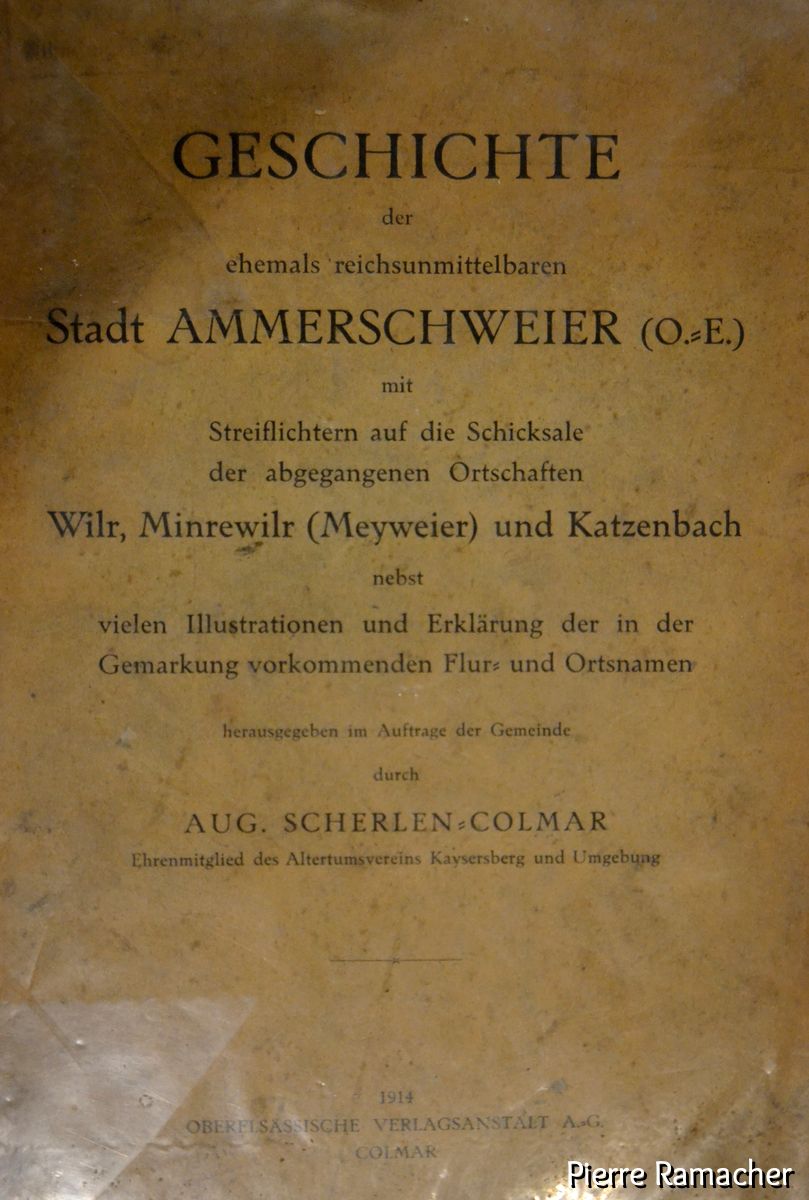 GESCHICHTE
der
ehemals reichsunmittelbaren
Stadt AMMERSCHWEIER (O.⸗E.)
mit
Streiflichtern auf die Schicksale
der abgegangenen Ortschaften
Wilr, Minrewilr (Meyweier) und Katzenbach
nebst
vielen Illustrationen und Erklärung der in der
Gemarkung vorkommenden Flur⸗ und Ortsnamen
herausgegeben im Auftrage der Gemeinde
durch
AUG. SCHERLEN⸗COLMAR
Ehrenmitglied des Altertumsvereins Kaysersberg und Umgebung
1914
OBERELSÄSSISCHE VERLAGSANSTALT A.⸗G.
COLMAR
Pierre Ramacher